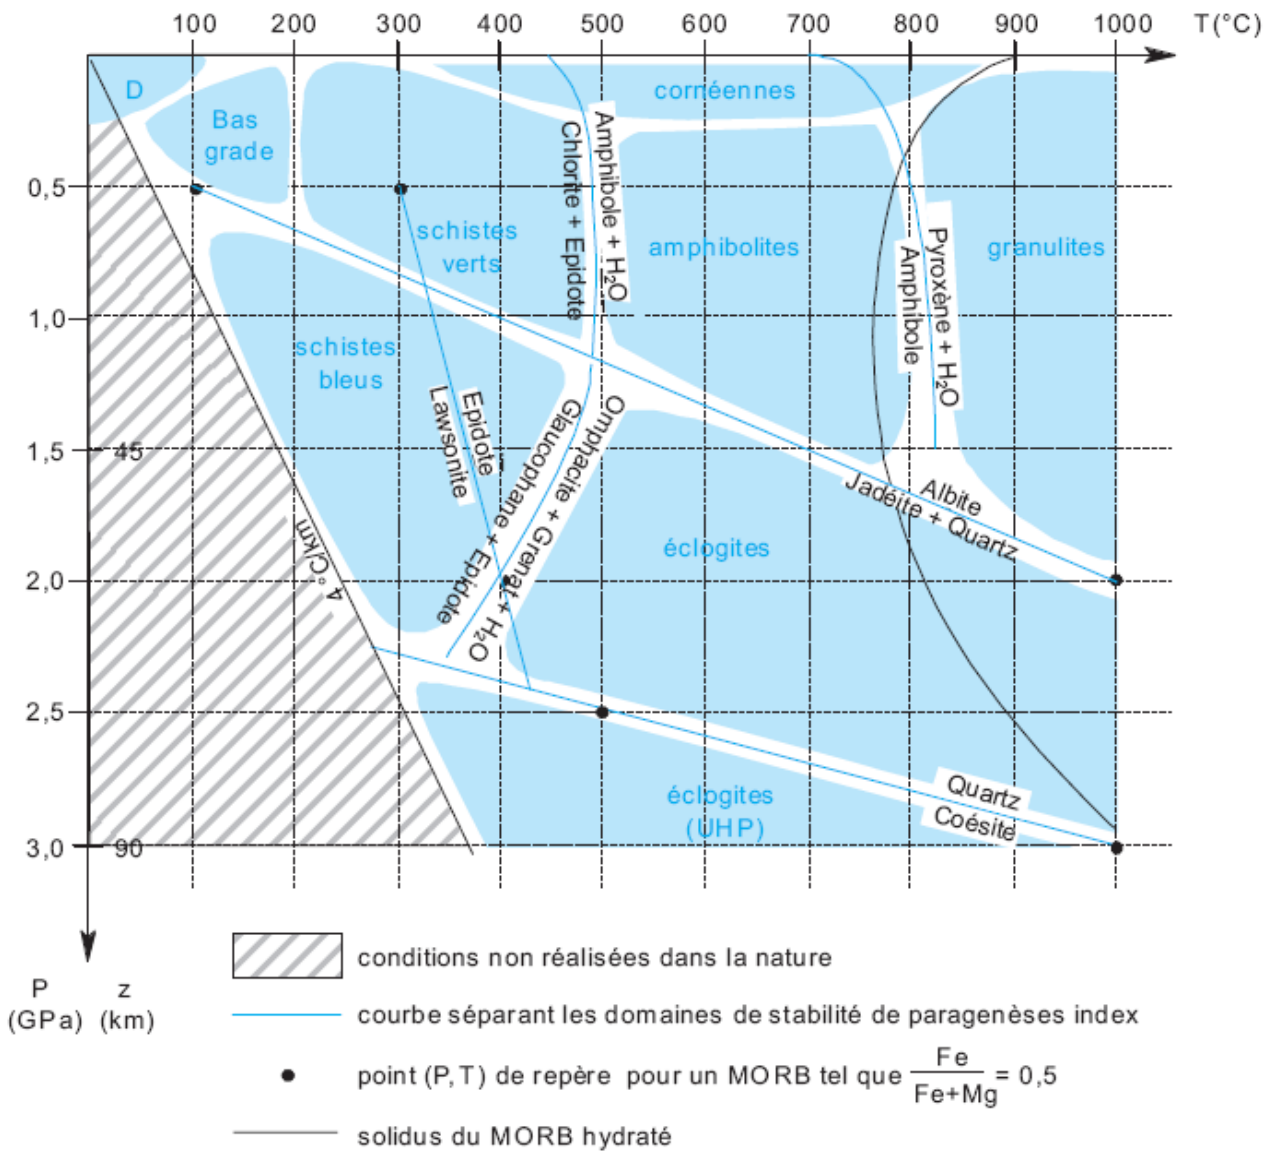 100 200 300 400 500 600 700 800 900 1000 T(°C)
D
cornéennes
Bas
grade
Amphibole + H₂O
Chlorite + Epidote
0,5
schistes
verts
amphibolites
Pyroxène + H₂O
Amphibole
granulites
1,0
schistes
bleus
Epidote
Lawsonite
Glaucophane + Epidote
Omphacite + Grenat + H₂O
1,5 45
Albite
Jadéite + Quartz
4°C/km
éclogites
2,0
2,5
Quartz
Coésite
éclogites
(UHP)
3,0 90
P z
(GPa) (km)
conditions non réalisées dans la nature
courbe séparant les domaines de stabilité de paragenèses index
point (P,T) de repère pour un MORB tel que Fe/Fe+Mg = 0,5
solidus du MORB hydraté